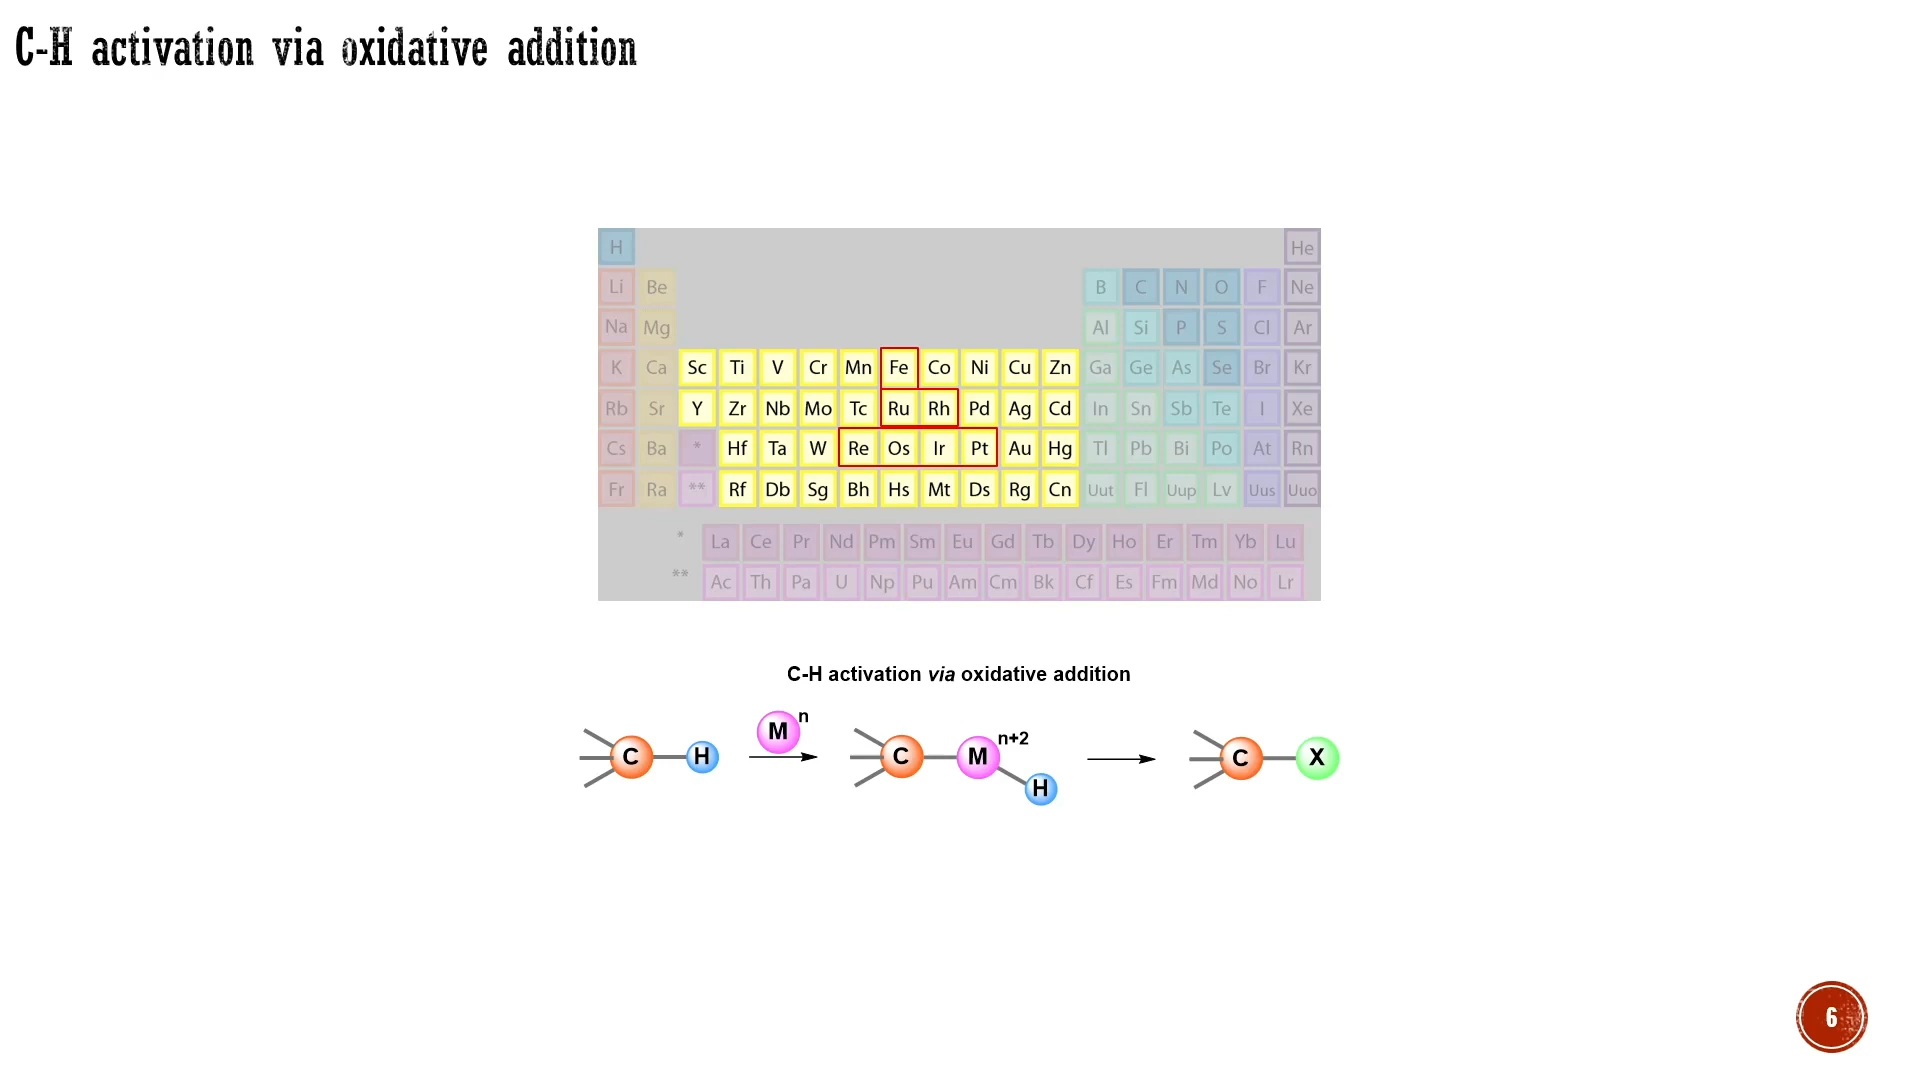 C-H activation via oxidative addition
H He
Li Be B C N O F Ne
Na Mg Al Si P S Cl Ar
K Ca Sc Ti V Cr Mn Fe Co Ni Cu Zn Ga Ge As Se Br Kr
Rb Sr Y Zr Nb Mo Tc Ru Rh Pd Ag Cd In Sn Sb Te I Xe
Cs Ba * Hf Ta W Re Os Ir Pt Au Hg Tl Pb Bi Po At Rn
Fr Ra ** Rf Db Sg Bh Hs Mt Ds Rg Cn Uut Fl Uup Lv Uus Uuo
* La Ce Pr Nd Pm Sm Eu Gd Tb Dy Ho Er Tm Yb Lu
** Ac Th Pa U Np Pu Am Cm Bk Cf Es Fm Md No Lr
C-H activation via oxidative addition
C H M n C M n+2 H C X
6